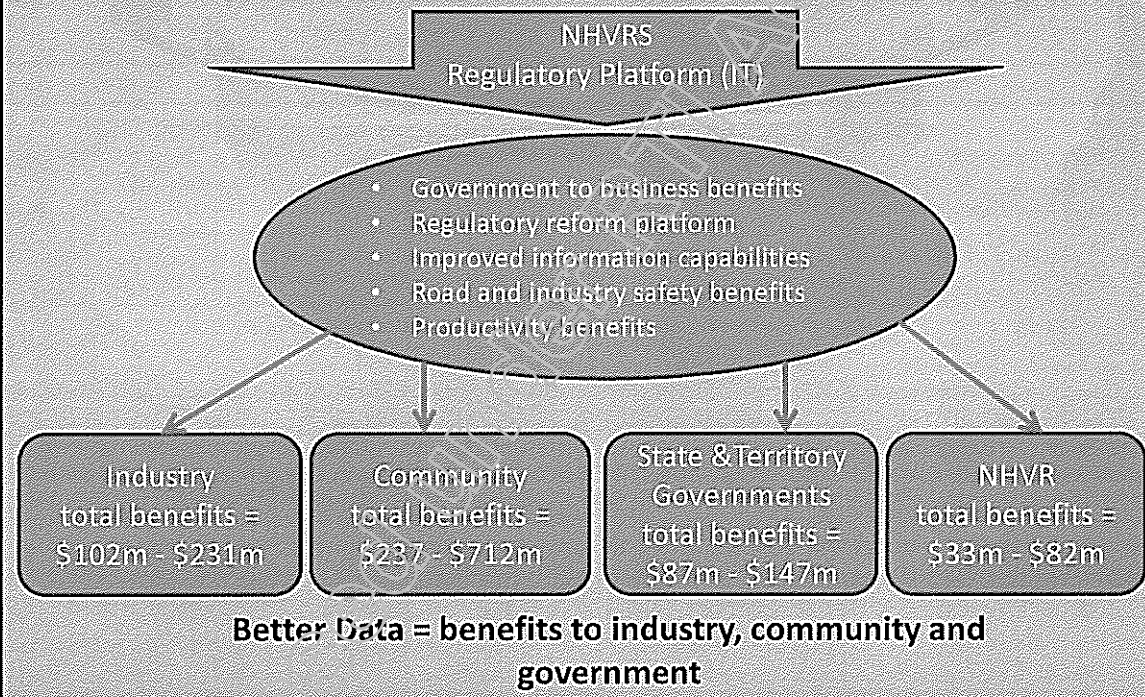 NHVRS
Regulatory Platform (IT)
• Government to business benefits
• Regulatory reform platform
• Improved information capabilities
• Road and industry safety benefits
• Productivity benefits
Industry
total benefits =
$102m - $231m
Community
total benefits =
$237 - $712m
State &Territory
Governments
total benefits =
$87m - $147m
NHVR
total benefits =
$33m - $82m
Better Data = benefits to industry, community and
government